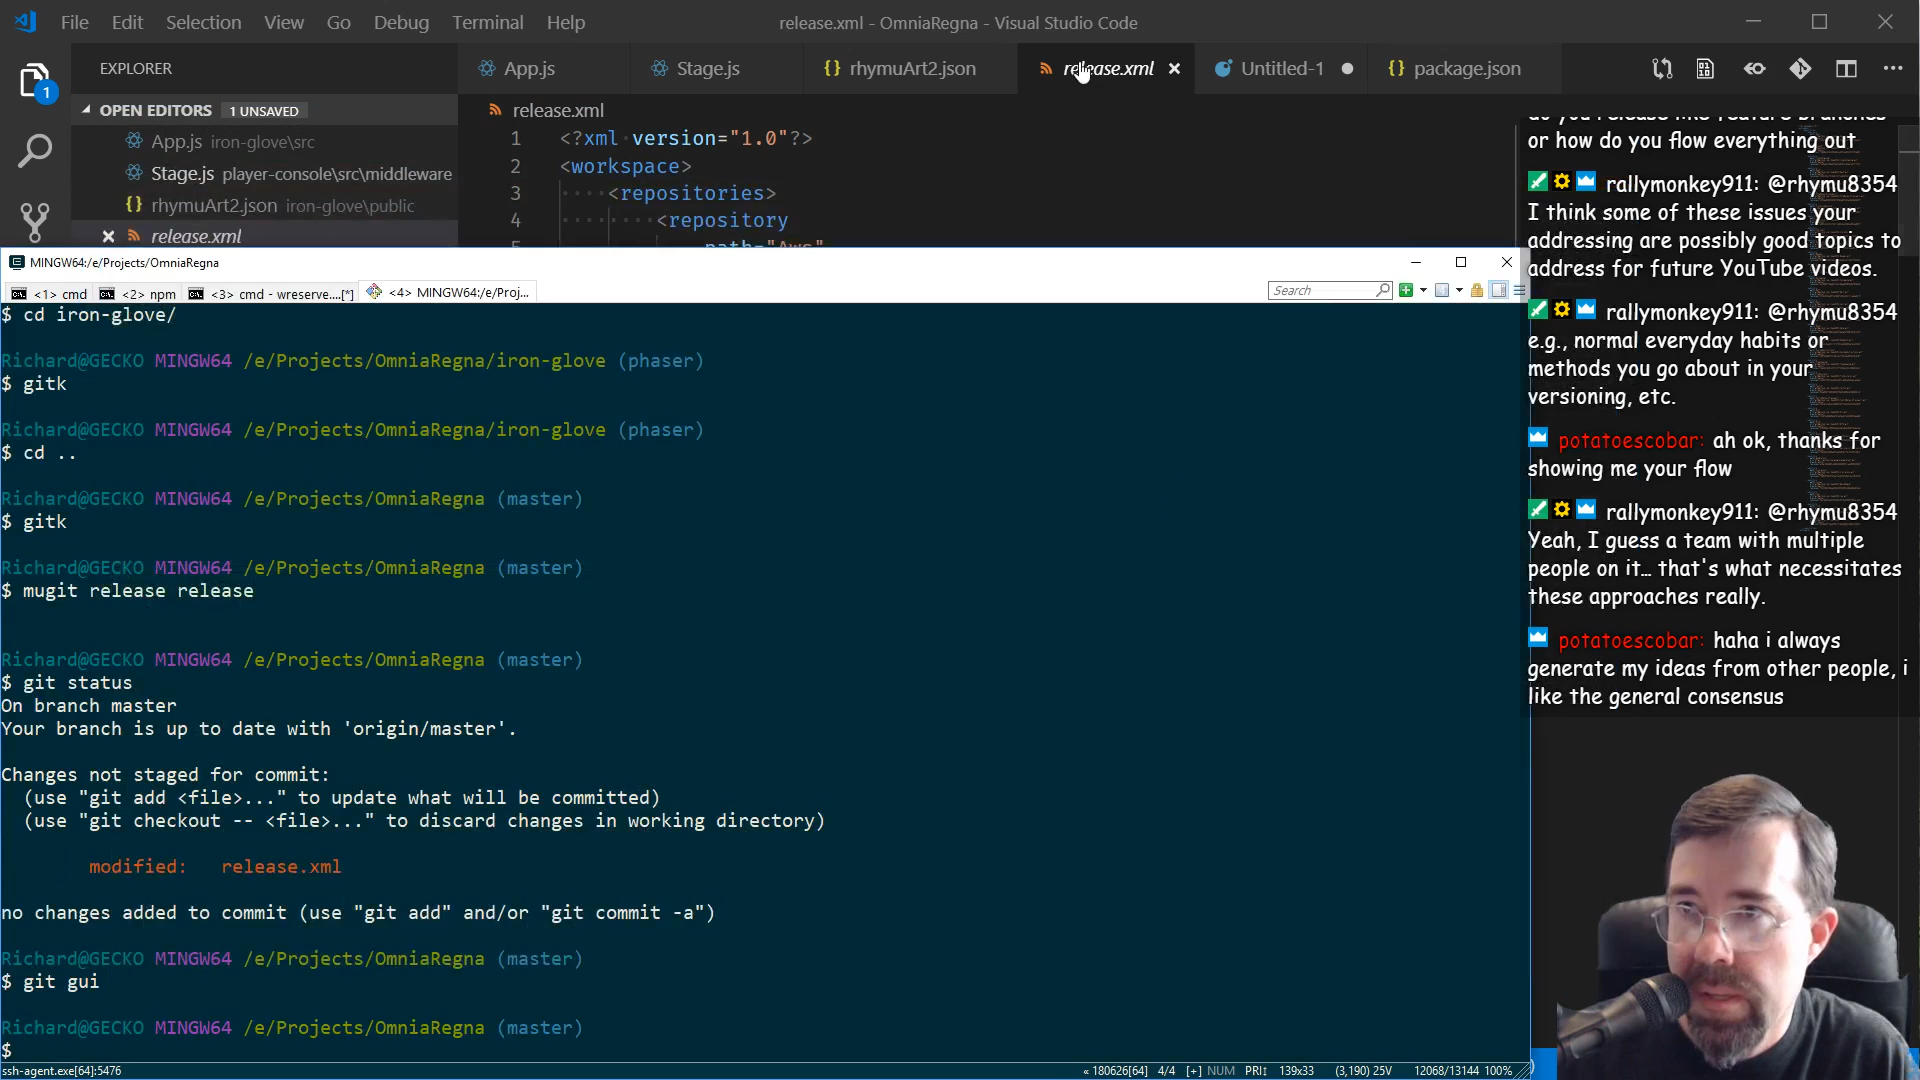 File Edit Selection View Go Debug Terminal Help
release.xml - OmniaRegna - Visual Studio Code
EXPLORER
App.js
Stage.js
{} rhymuArt2.json
release.xml
Untitled-1
{} package.json
1
OPEN EDITORS 1 UNSAVED
App.js iron-glove\src
Stage.js player-console\src\middleware
{} rhymuArt2.json iron-glove\public
release.xml
release.xml
1 <?xml version="1.0"?>
2 <workspace>
3 <repositories>
4 <repository
MINGW64:/e/Projects/OmniaRegna
<1> cmd
<2> npm
<3> cmd - wreserve....[*]
<4> MINGW64:/e/Proj...
Search
$ cd iron-glove/
Richard@GECKO MINGW64 /e/Projects/OmniaRegna/iron-glove (phaser)
$ gitk
Richard@GECKO MINGW64 /e/Projects/OmniaRegna/iron-glove (phaser)
$ cd ..
Richard@GECKO MINGW64 /e/Projects/OmniaRegna (master)
$ gitk
Richard@GECKO MINGW64 /e/Projects/OmniaRegna (master)
$ mugit release release
Richard@GECKO MINGW64 /e/Projects/OmniaRegna (master)
$ git status
On branch master
Your branch is up to date with 'origin/master'.
Changes not staged for commit:
(use "git add <file>..." to update what will be committed)
(use "git checkout -- <file>..." to discard changes in working directory)
modified: release.xml
no changes added to commit (use "git add" and/or "git commit -a")
Richard@GECKO MINGW64 /e/Projects/OmniaRegna (master)
$ git gui
Richard@GECKO MINGW64 /e/Projects/OmniaRegna (master)
$
ssh-agent.exe[64]:5476
« 180626[64] 4/4 [+] NUM PRI↕ 139x33 (3,190) 25V 12068/13144 100%
or how do you flow everything out
rallymonkey911: @rhymu8354
I think some of these issues your
addressing are possibly good topics to
address for future YouTube videos.
rallymonkey911: @rhymu8354
e.g., normal everyday habits or
methods you go about in your
versioning, etc.
potatoescobar: ah ok, thanks for
showing me your flow
rallymonkey911: @rhymu8354
Yeah, I guess a team with multiple
people on it... that's what necessitates
these approaches really.
potatoescobar: haha i always
generate my ideas from other people, i
like the general consensus